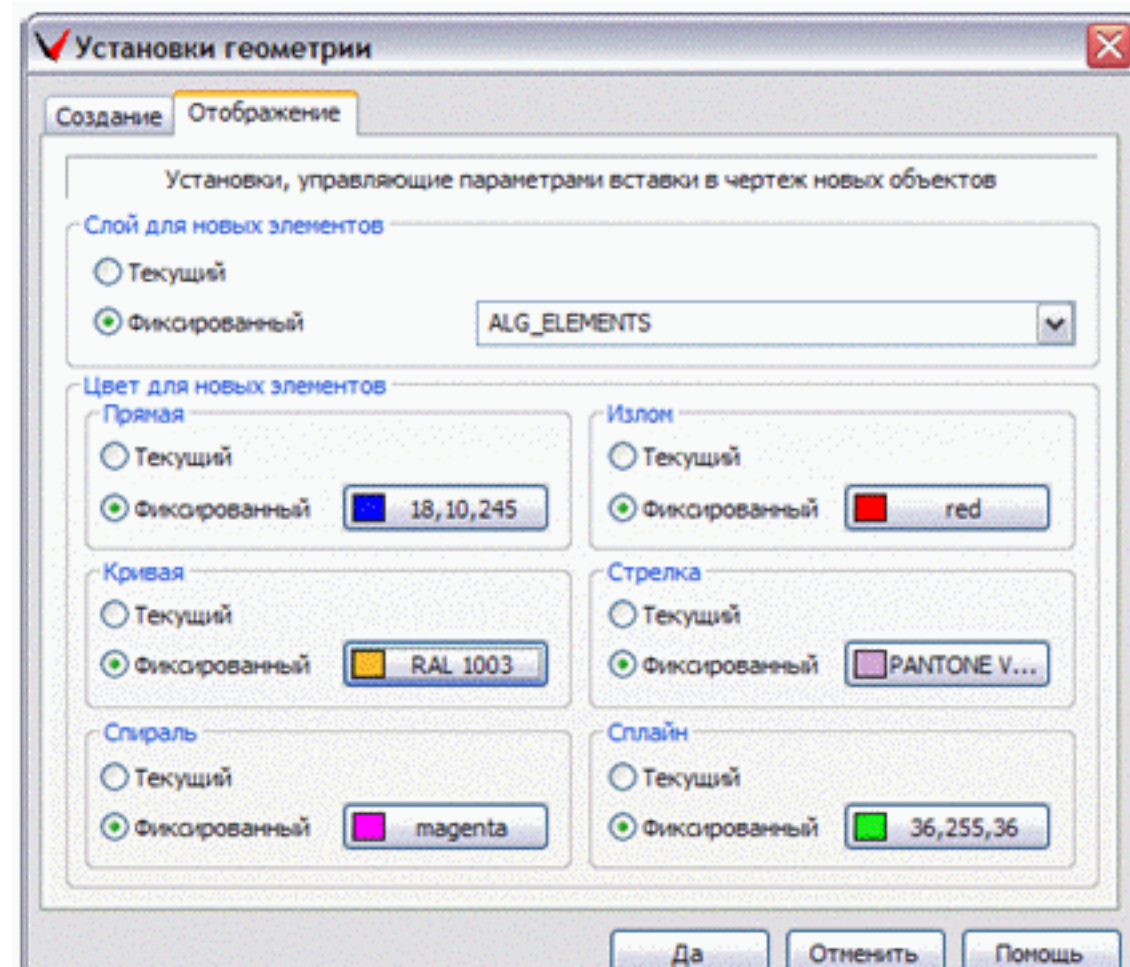 Установки геометрии
Создание Отображение
Установки, управляющие параметрами вставки в чертеж новых объектов
Слой для новых элементов
Текущий
Фиксированный ALG_ELEMENTS
Цвет для новых элементов
Прямая Излом
Текущий Текущий
Фиксированный 18,10,245 Фиксированный red
Кривая Стрелка
Текущий Текущий
Фиксированный RAL 1003 Фиксированный PANTONE V...
Спираль Сплайн
Текущий Текущий
Фиксированный magenta Фиксированный 36,255,36
Да Отменить Помощь